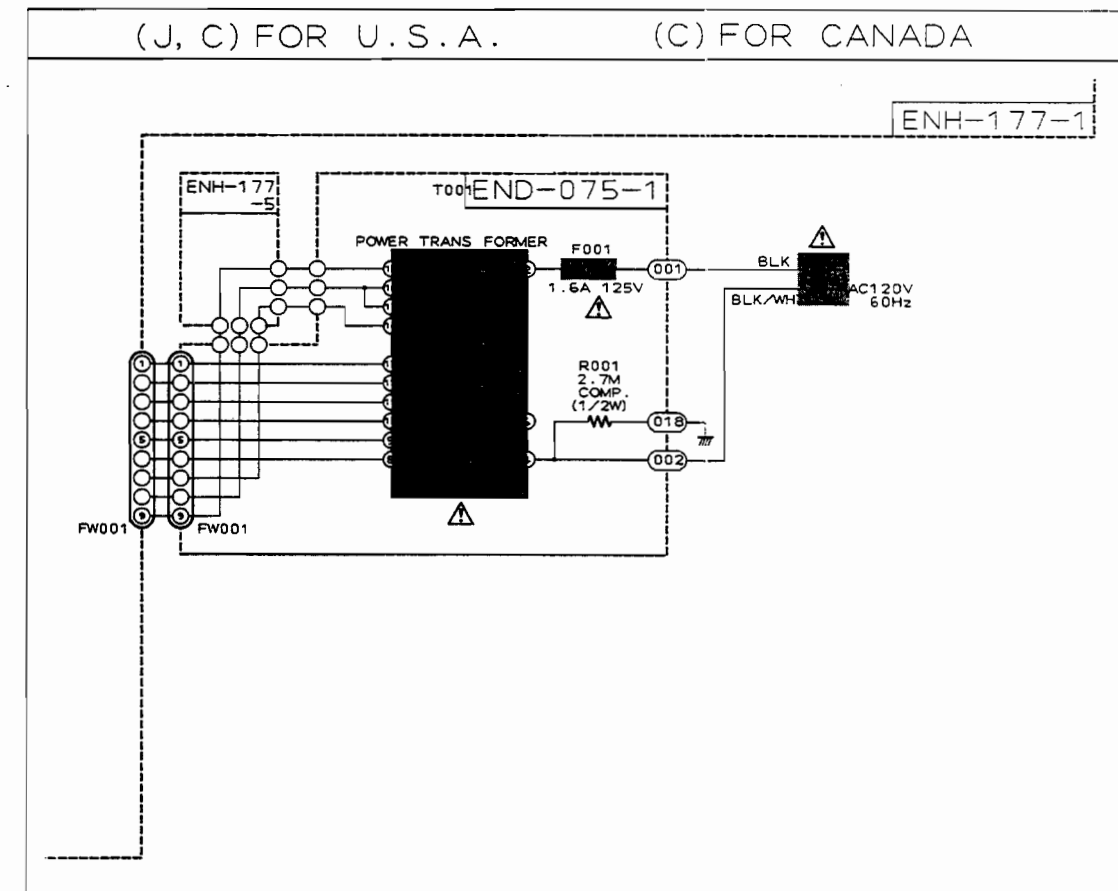 (J, C) FOR U.S.A. (C) FOR CANADA
ENH-177-1
ENH-177
-5
T001 END-075-1
POWER TRANS FORMER
F001
1.6A 125V
001
BLK
BLK/WH
AC120V
60Hz
R001
2.7M
COMP.
(1/2W)
018
002
1
5
9
1
5
9
FW001
FW001